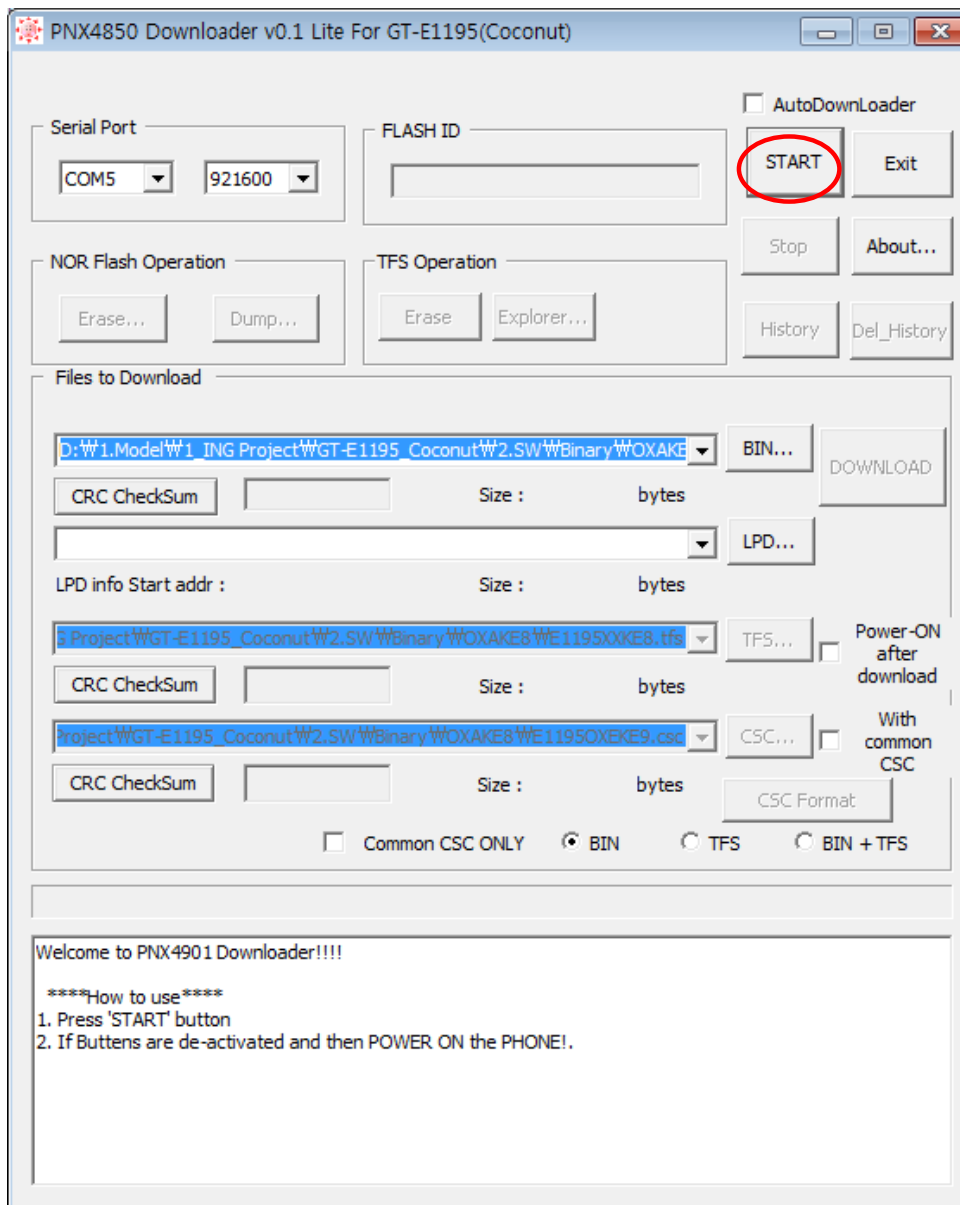 PNX4850 Downloader v0.1 Lite For GT-E1195(Coconut)
AutoDownLoader
Serial Port
FLASH ID
COM5
921600
START
Exit
Stop
About...
NOR Flash Operation
TFS Operation
Erase...
Dump...
Erase
Explorer...
History
Del_History
Files to Download
D:₩1.Model₩1_ING Project₩GT-E1195_Coconut₩2.SW₩Binary₩OXAKE
BIN...
DOWNLOAD
CRC CheckSum
Size :
bytes
LPD...
LPD info Start addr :
Size :
bytes
G Project₩GT-E1195_Coconut₩2.SW₩Binary₩OXAKE8₩E1195XXKE8.tfs
TFS...
Power-ON
after
download
CRC CheckSum
Size :
bytes
Project₩GT-E1195_Coconut₩2.SW₩Binary₩OXAKE8₩E1195OXEKE9.csc
CSC...
With
common
CSC
CRC CheckSum
Size :
bytes
CSC Format
Common CSC ONLY
BIN
TFS
BIN + TFS
Welcome to PNX4901 Downloader!!!!
****How to use****
1. Press 'START' button
2. If Buttens are de-activated and then POWER ON the PHONE!.